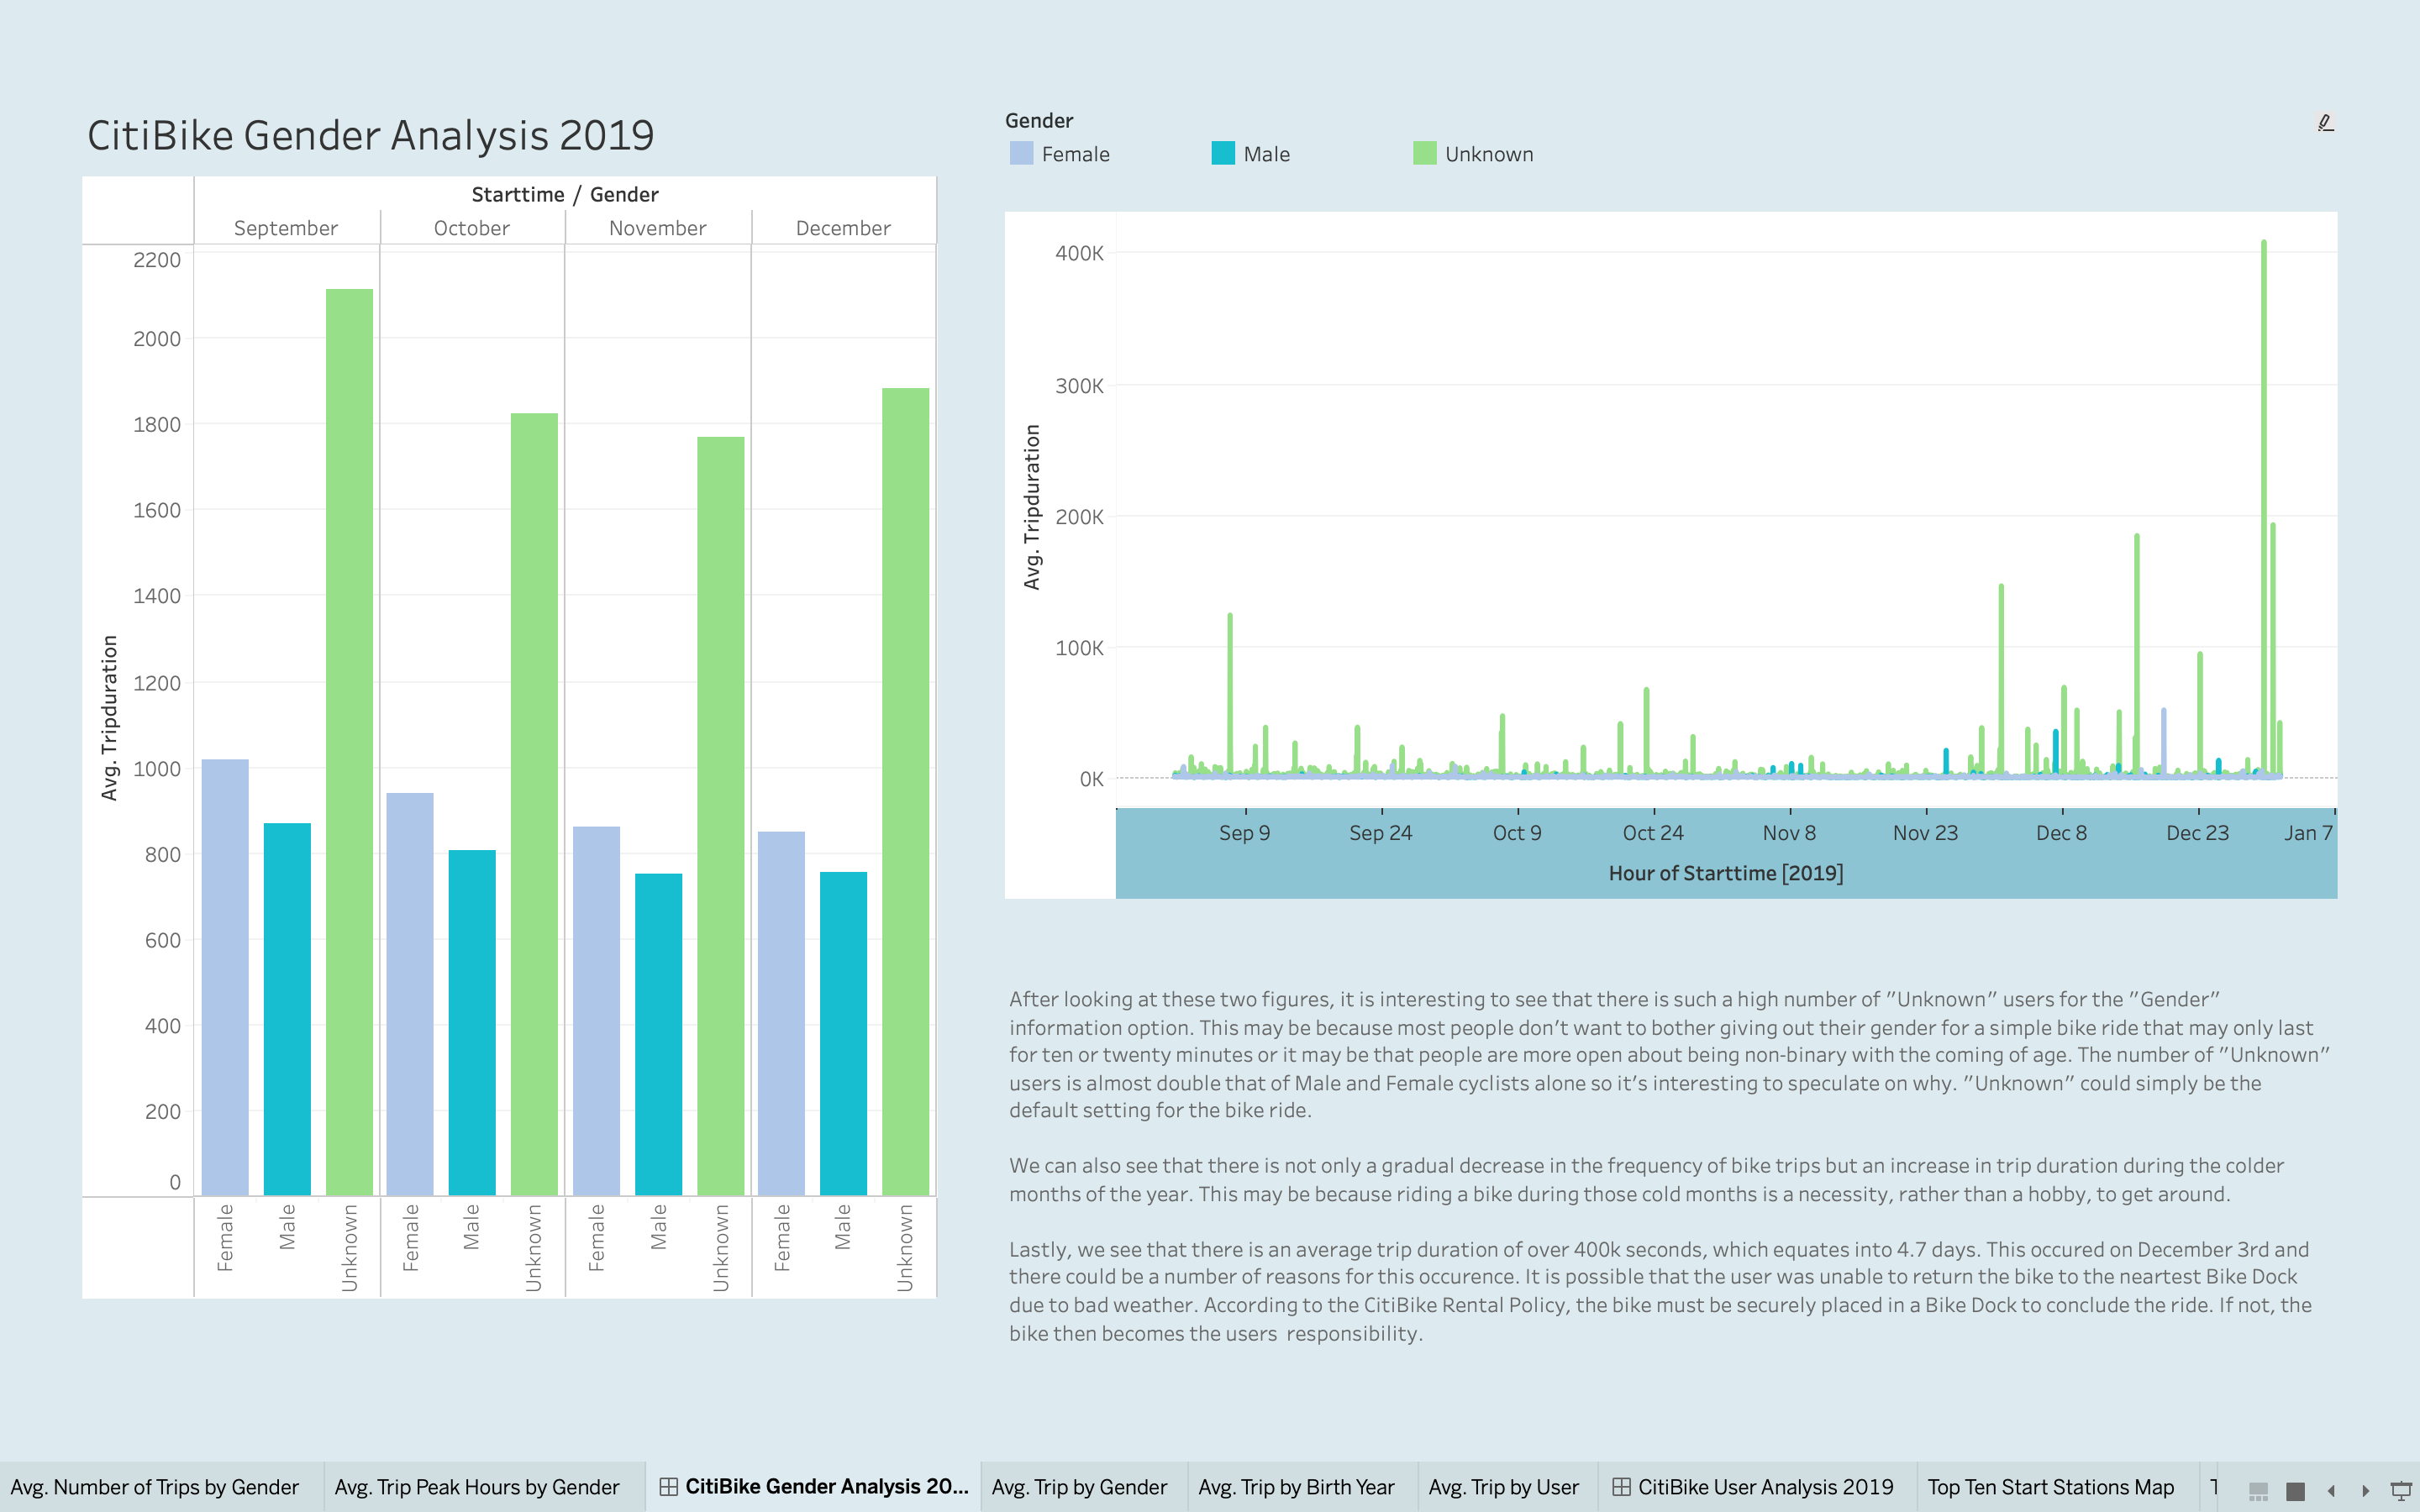 CitiBike Gender Analysis 2019
Starttime / Gender
September October November December
2200
2000
1800
1600
1400
1200
1000
800
600
400
200
0
Avg. Tripduration
Female Male Unknown Female Male Unknown Female Male Unknown Female Male Unknown
Gender
Female Male Unknown
400K
300K
200K
100K
0K
Avg. Tripduration
Sep 9 Sep 24 Oct 9 Oct 24 Nov 8 Nov 23 Dec 8 Dec 23 Jan 7
Hour of Starttime [2019]
After looking at these two figures, it is interesting to see that there is such a high number of "Unknown" users for the "Gender"
information option. This may be because most people don't want to bother giving out their gender for a simple bike ride that may only last
for ten or twenty minutes or it may be that people are more open about being non-binary with the coming of age. The number of "Unknown"
users is almost double that of Male and Female cyclists alone so it's interesting to speculate on why. "Unknown" could simply be the
default setting for the bike ride.
We can also see that there is not only a gradual decrease in the frequency of bike trips but an increase in trip duration during the colder
months of the year. This may be because riding a bike during those cold months is a necessity, rather than a hobby, to get around.
Lastly, we see that there is an average trip duration of over 400k seconds, which equates into 4.7 days. This occured on December 3rd and
there could be a number of reasons for this occurence. It is possible that the user was unable to return the bike to the neartest Bike Dock
due to bad weather. According to the CitiBike Rental Policy, the bike must be securely placed in a Bike Dock to conclude the ride. If not, the
bike then becomes the users  responsibility.
Avg. Number of Trips by Gender Avg. Trip Peak Hours by Gender CitiBike Gender Analysis 20... Avg. Trip by Gender Avg. Trip by Birth Year Avg. Trip by User CitiBike User Analysis 2019 Top Ten Start Stations Map